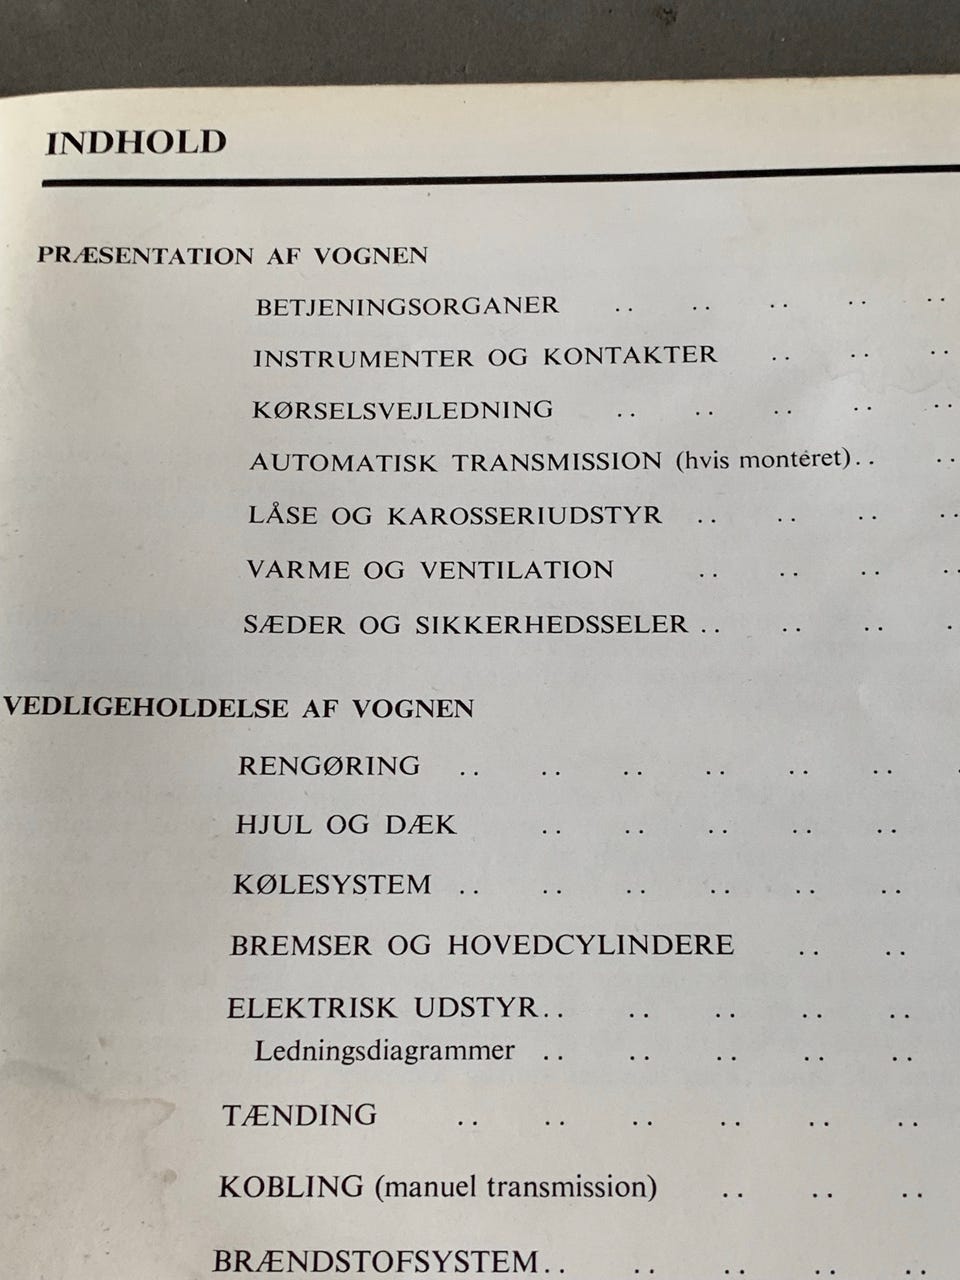 INDHOLD
PRÆSENTATION AF VOGNEN
BETJENINGSORGANER .. .. .. .. ..
INSTRUMENTER OG KONTAKTER .. .. ..
KØRSELSVEJLEDNING .. .. .. .. ..
AUTOMATISK TRANSMISSION (hvis montéret).. ..
LÅSE OG KAROSSERIUDSTYR .. .. .. ..
VARME OG VENTILATION .. .. .. ..
SÆDER OG SIKKERHEDSSELER .. .. .. .
VEDLIGEHOLDELSE AF VOGNEN
RENGØRING .. .. .. .. .. .. .
HJUL OG DÆK .. .. .. .. ..
KØLESYSTEM .. .. .. .. .. ..
BREMSER OG HOVEDCYLINDERE .. ..
ELEKTRISK UDSTYR.. .. .. .. ..
Ledningsdiagrammer .. .. .. .. ..
TÆNDING .. .. .. .. .. ..
KOBLING (manuel transmission) .. .. ..
BRÆNDSTOFSYSTEM.. .. .. .. ..